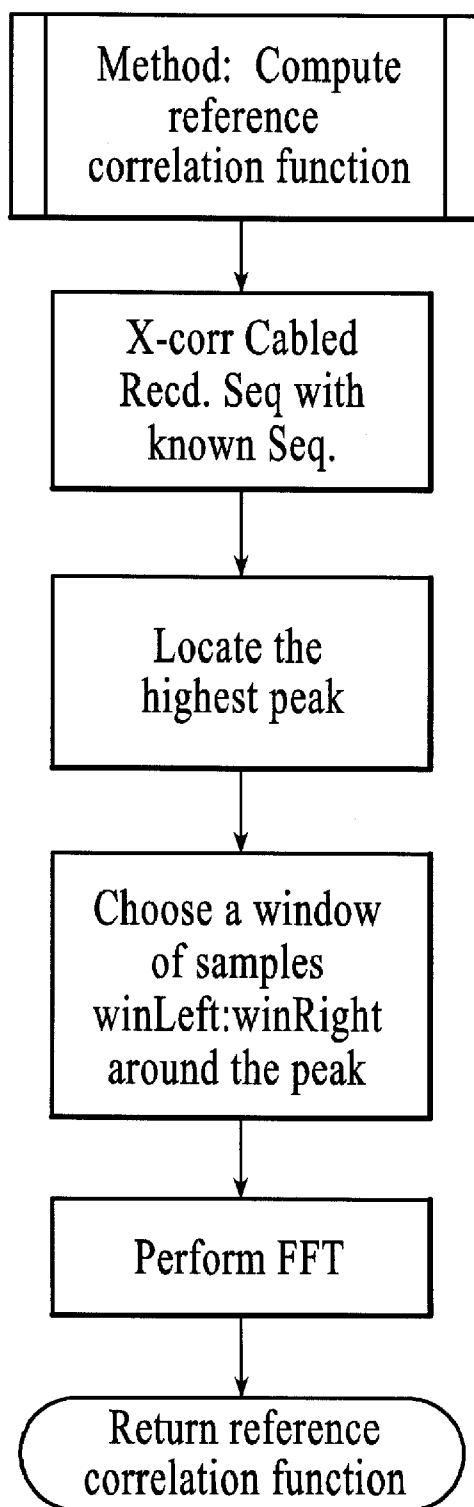 Method: Compute
reference
correlation function
X-corr Cabled
Recd. Seq with
known Seq.
Locate the
highest peak
Choose a window
of samples
winLeft:winRight
around the peak
Perform FFT
Return reference
correlation function